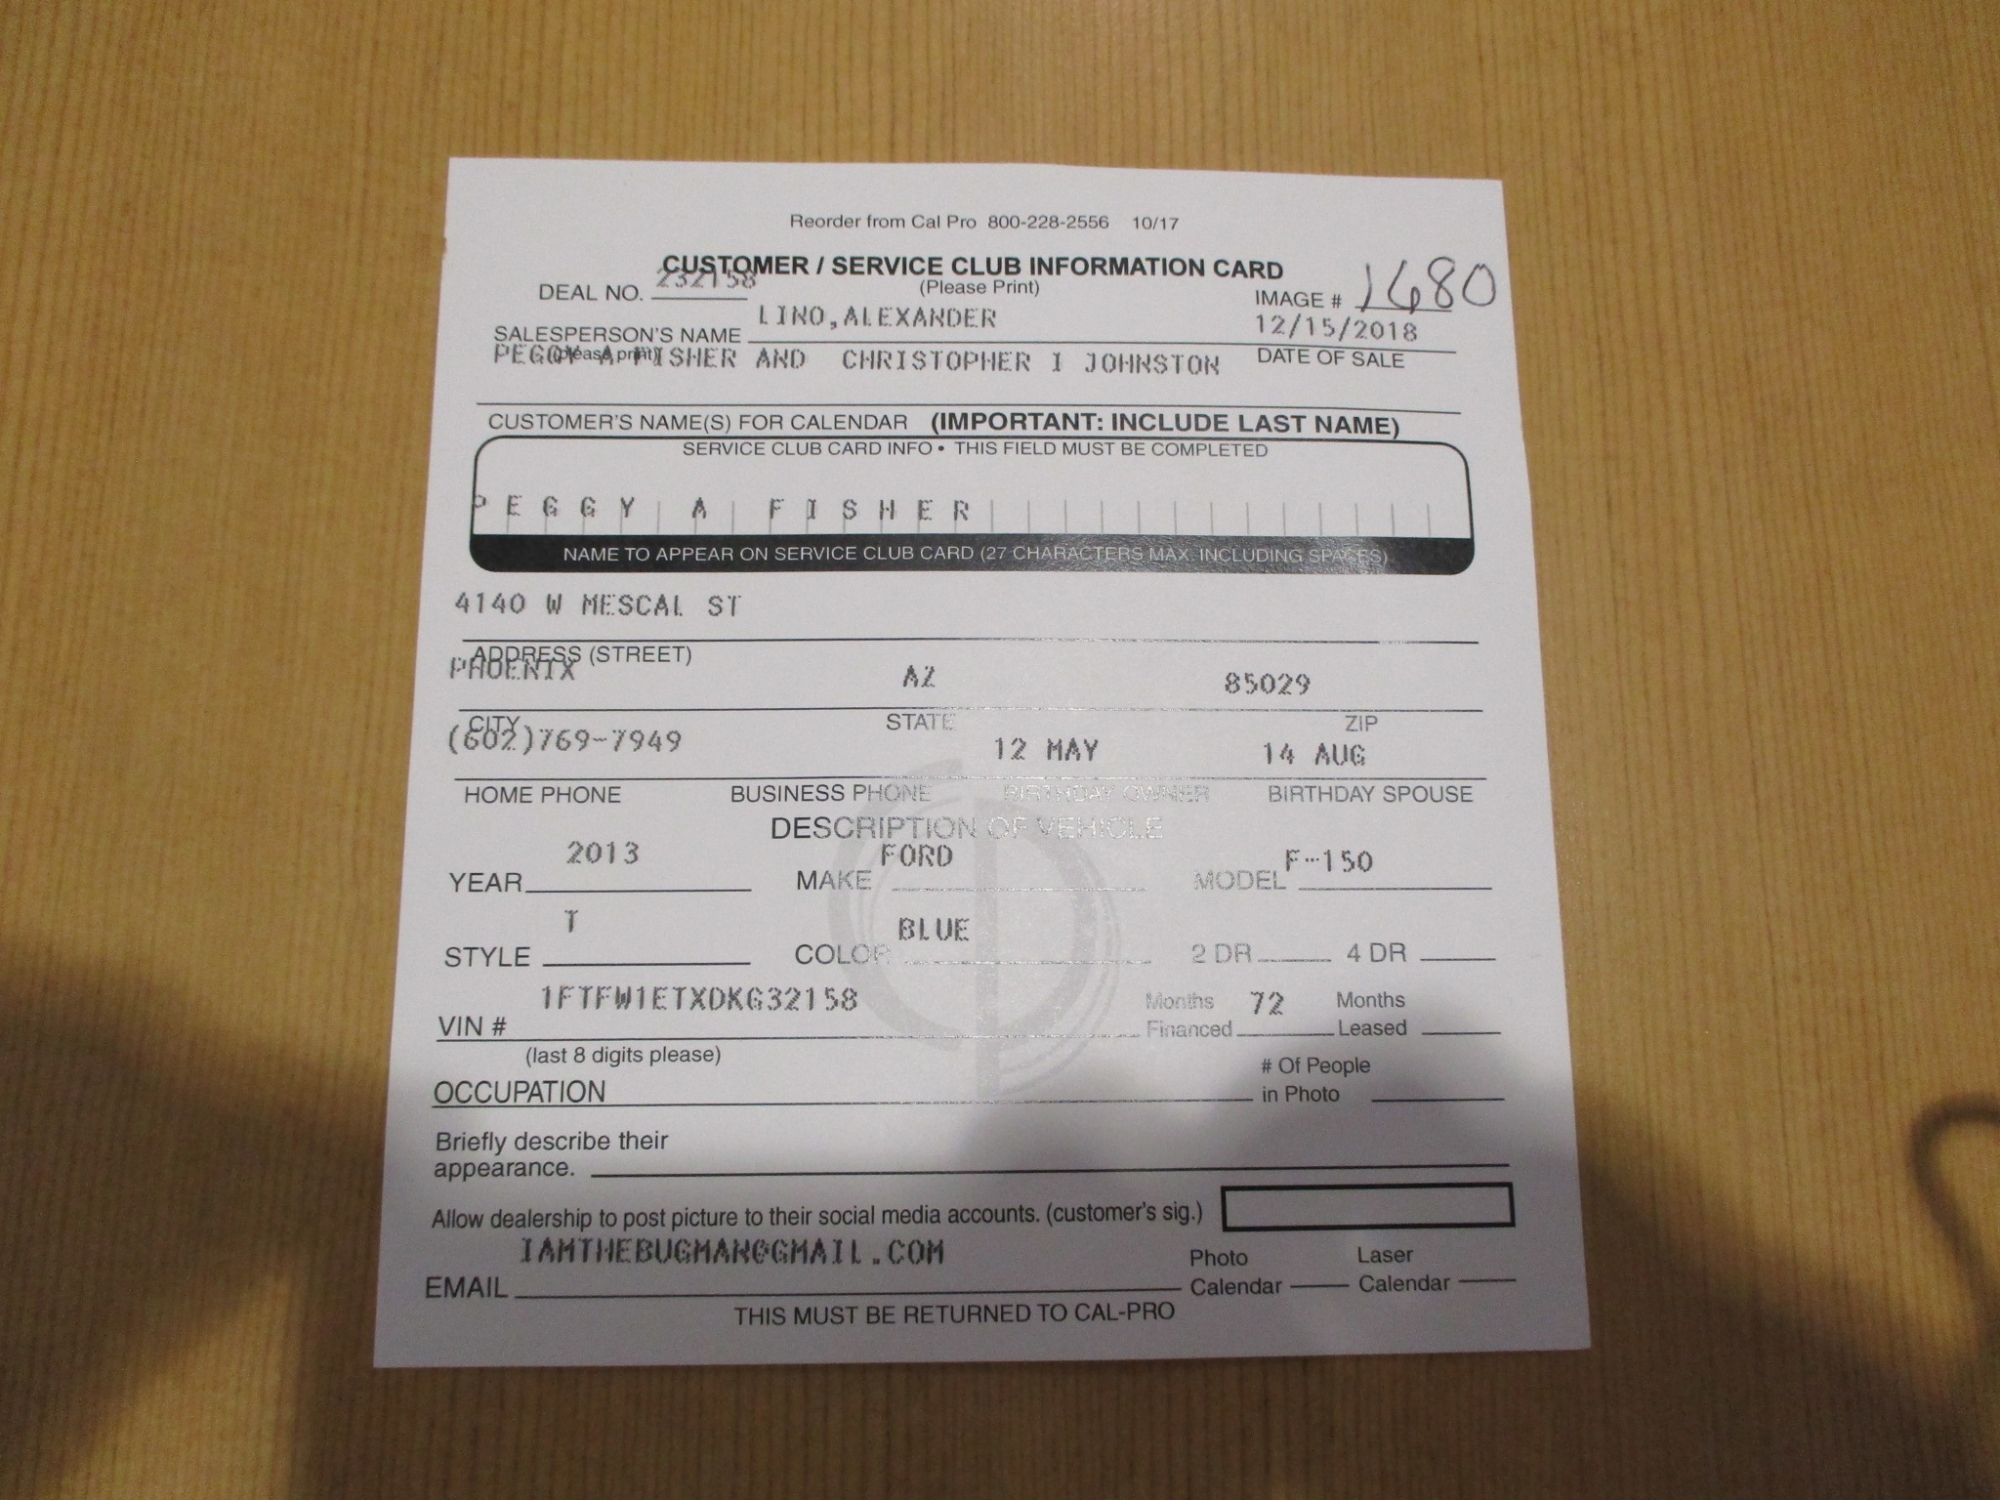 Reorder from Cal Pro 800-228-2556 10/17
CUSTOMER / SERVICE CLUB INFORMATION CARD
(Please Print)
DEAL NO. 232158
IMAGE # 1680
SALESPERSON'S NAME LINO,ALEXANDER
12/15/2018
(please print)
DATE OF SALE
PEGGY A FISHER AND CHRISTOPHER I JOHNSTON
CUSTOMER'S NAME(S) FOR CALENDAR (IMPORTANT: INCLUDE LAST NAME)
SERVICE CLUB CARD INFO • THIS FIELD MUST BE COMPLETED
PEGGY A FISHER
NAME TO APPEAR ON SERVICE CLUB CARD (27 CHARACTERS MAX. INCLUDING SPACES)
4140 W MESCAL ST
ADDRESS (STREET)
PHOENIX AZ 85029
CITY STATE ZIP
(602)769-7949 12 MAY 14 AUG
HOME PHONE BUSINESS PHONE BIRTHDAY OWNER BIRTHDAY SPOUSE
DESCRIPTION OF VEHICLE
YEAR 2013 MAKE FORD MODEL F-150
STYLE T COLOR BLUE 2 DR 4 DR
VIN # 1FTFW1ETXDKG32158 Months Financed 72 Months Leased
(last 8 digits please)
OCCUPATION # Of People in Photo
Briefly describe their
appearance.
Allow dealership to post picture to their social media accounts. (customer's sig.)
EMAIL IAMTHEBUGMAN@GMAIL.COM Photo Calendar Laser Calendar
THIS MUST BE RETURNED TO CAL-PRO